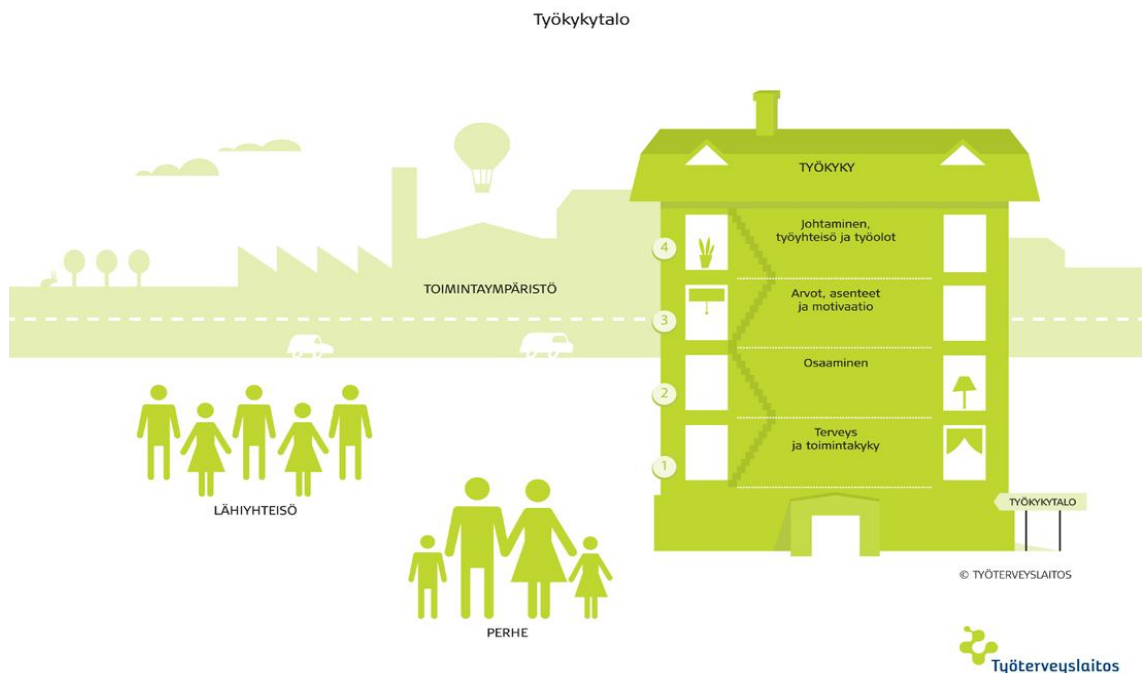 Työkykytalo
TYÖKYKY
4
Johtaminen,
työyhteisö ja työolot
TOIMINTAYMPÄRISTÖ
3
Arvot, asenteet
ja motivaatio
2
Osaaminen
1
Terveys
ja toimintakyky
LÄHIYHTEISÖ
PERHE
TYÖKYKYTALO
© TYÖTERVEYSLAITOS
Työterveyslaitos